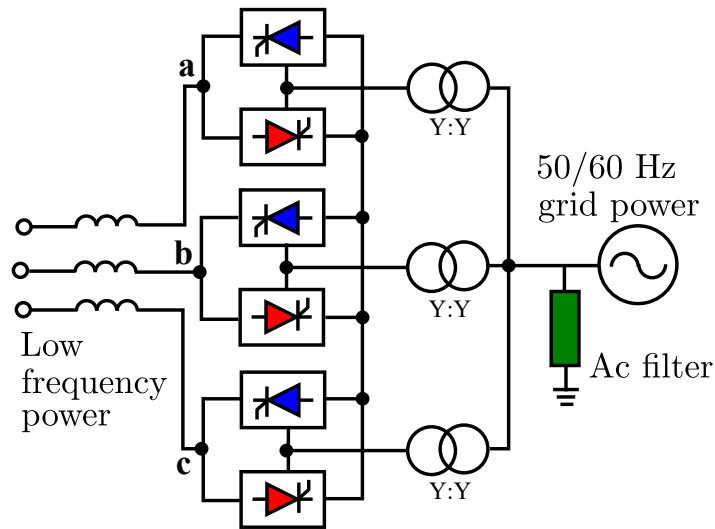 a
Y:Y
50/60 Hz
grid power
b
Y:Y
Low
frequency
power
Ac filter
c
Y:Y